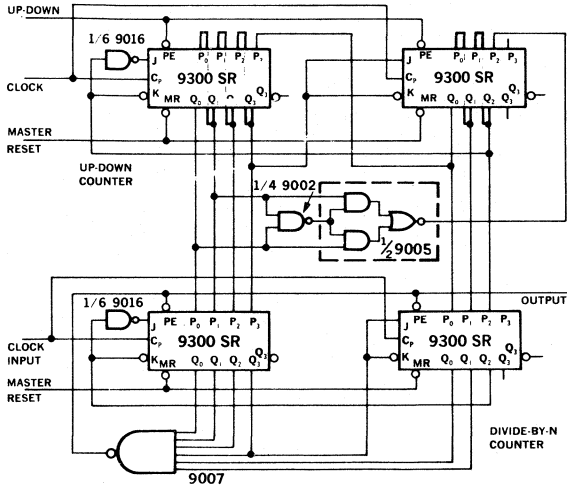 UP-DOWN
1/6 9016
PE P0 P1 P2 P3
J
9300 SR
CP
K MR Q0 Q1 Q2 Q3 Q3
PE P0 P1 P2 P3
J
9300 SR
CP
K MR Q0 Q1 Q2 Q3 Q3
CLOCK
MASTER
RESET
UP-DOWN
COUNTER
1/4 9002
1/2 9005
1/6 9016
OUTPUT
J PE P0 P1 P2 P3
CP 9300 SR
K MR Q0 Q1 Q2 Q3 Q3
J PE P0 P1 P2 P3
CP 9300 SR
K MR Q0 Q1 Q2 Q3 Q3
CLOCK
INPUT
MASTER
RESET
DIVIDE-BY-N
COUNTER
9007